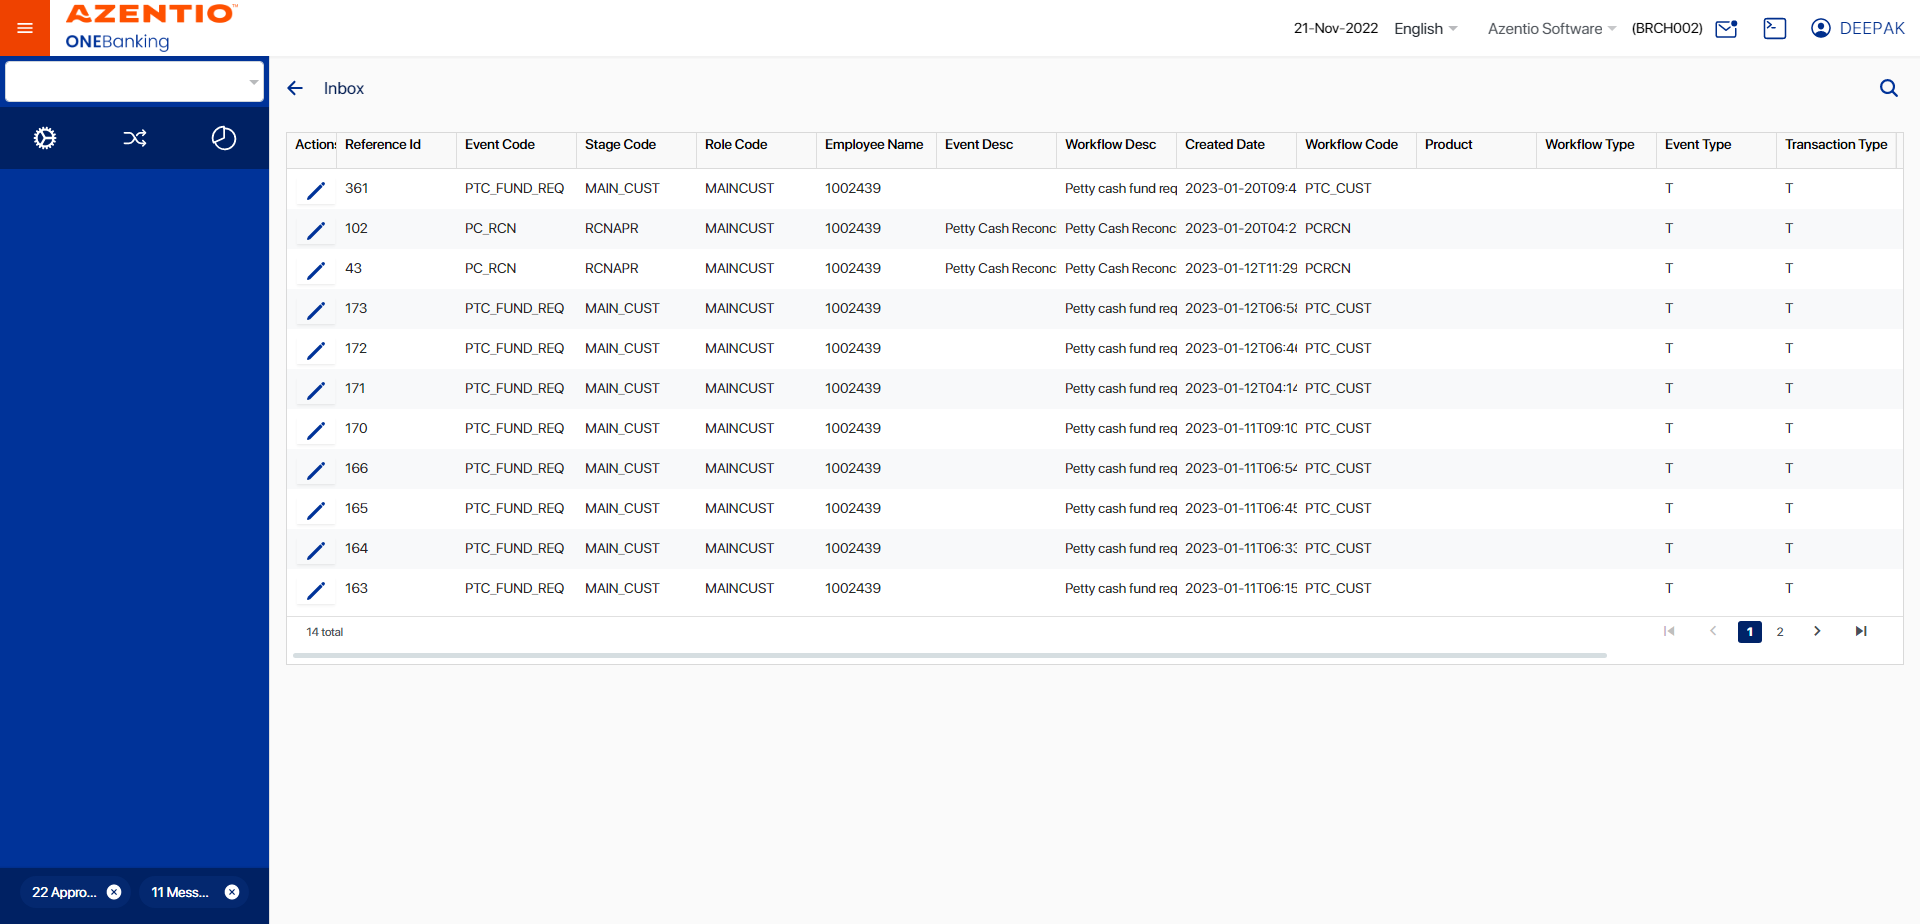 AZENTIO™
ONEBanking
21-Nov-2022 English Azentio Software (BRCH002) DEEPAK
Inbox
Action: Reference Id Event Code Stage Code Role Code Employee Name Event Desc Workflow Desc Created Date Workflow Code Product Workflow Type Event Type Transaction Type
361 PTC_FUND_REQ MAIN_CUST MAINCUST 1002439 Petty cash fund req 2023-01-20T09:4 PTC_CUST T T
102 PC_RCN RCNAPR MAINCUST 1002439 Petty Cash Reconc Petty Cash Reconc 2023-01-20T04:2 PCRCN T T
43 PC_RCN RCNAPR MAINCUST 1002439 Petty Cash Reconc Petty Cash Reconc 2023-01-12T11:29 PCRCN T T
173 PTC_FUND_REQ MAIN_CUST MAINCUST 1002439 Petty cash fund req 2023-01-12T06:58 PTC_CUST T T
172 PTC_FUND_REQ MAIN_CUST MAINCUST 1002439 Petty cash fund req 2023-01-12T06:46 PTC_CUST T T
171 PTC_FUND_REQ MAIN_CUST MAINCUST 1002439 Petty cash fund req 2023-01-12T04:14 PTC_CUST T T
170 PTC_FUND_REQ MAIN_CUST MAINCUST 1002439 Petty cash fund req 2023-01-11T09:10 PTC_CUST T T
166 PTC_FUND_REQ MAIN_CUST MAINCUST 1002439 Petty cash fund req 2023-01-11T06:54 PTC_CUST T T
165 PTC_FUND_REQ MAIN_CUST MAINCUST 1002439 Petty cash fund req 2023-01-11T06:45 PTC_CUST T T
164 PTC_FUND_REQ MAIN_CUST MAINCUST 1002439 Petty cash fund req 2023-01-11T06:33 PTC_CUST T T
163 PTC_FUND_REQ MAIN_CUST MAINCUST 1002439 Petty cash fund req 2023-01-11T06:15 PTC_CUST T T
14 total 1 2
22 Appro... 11 Mess...